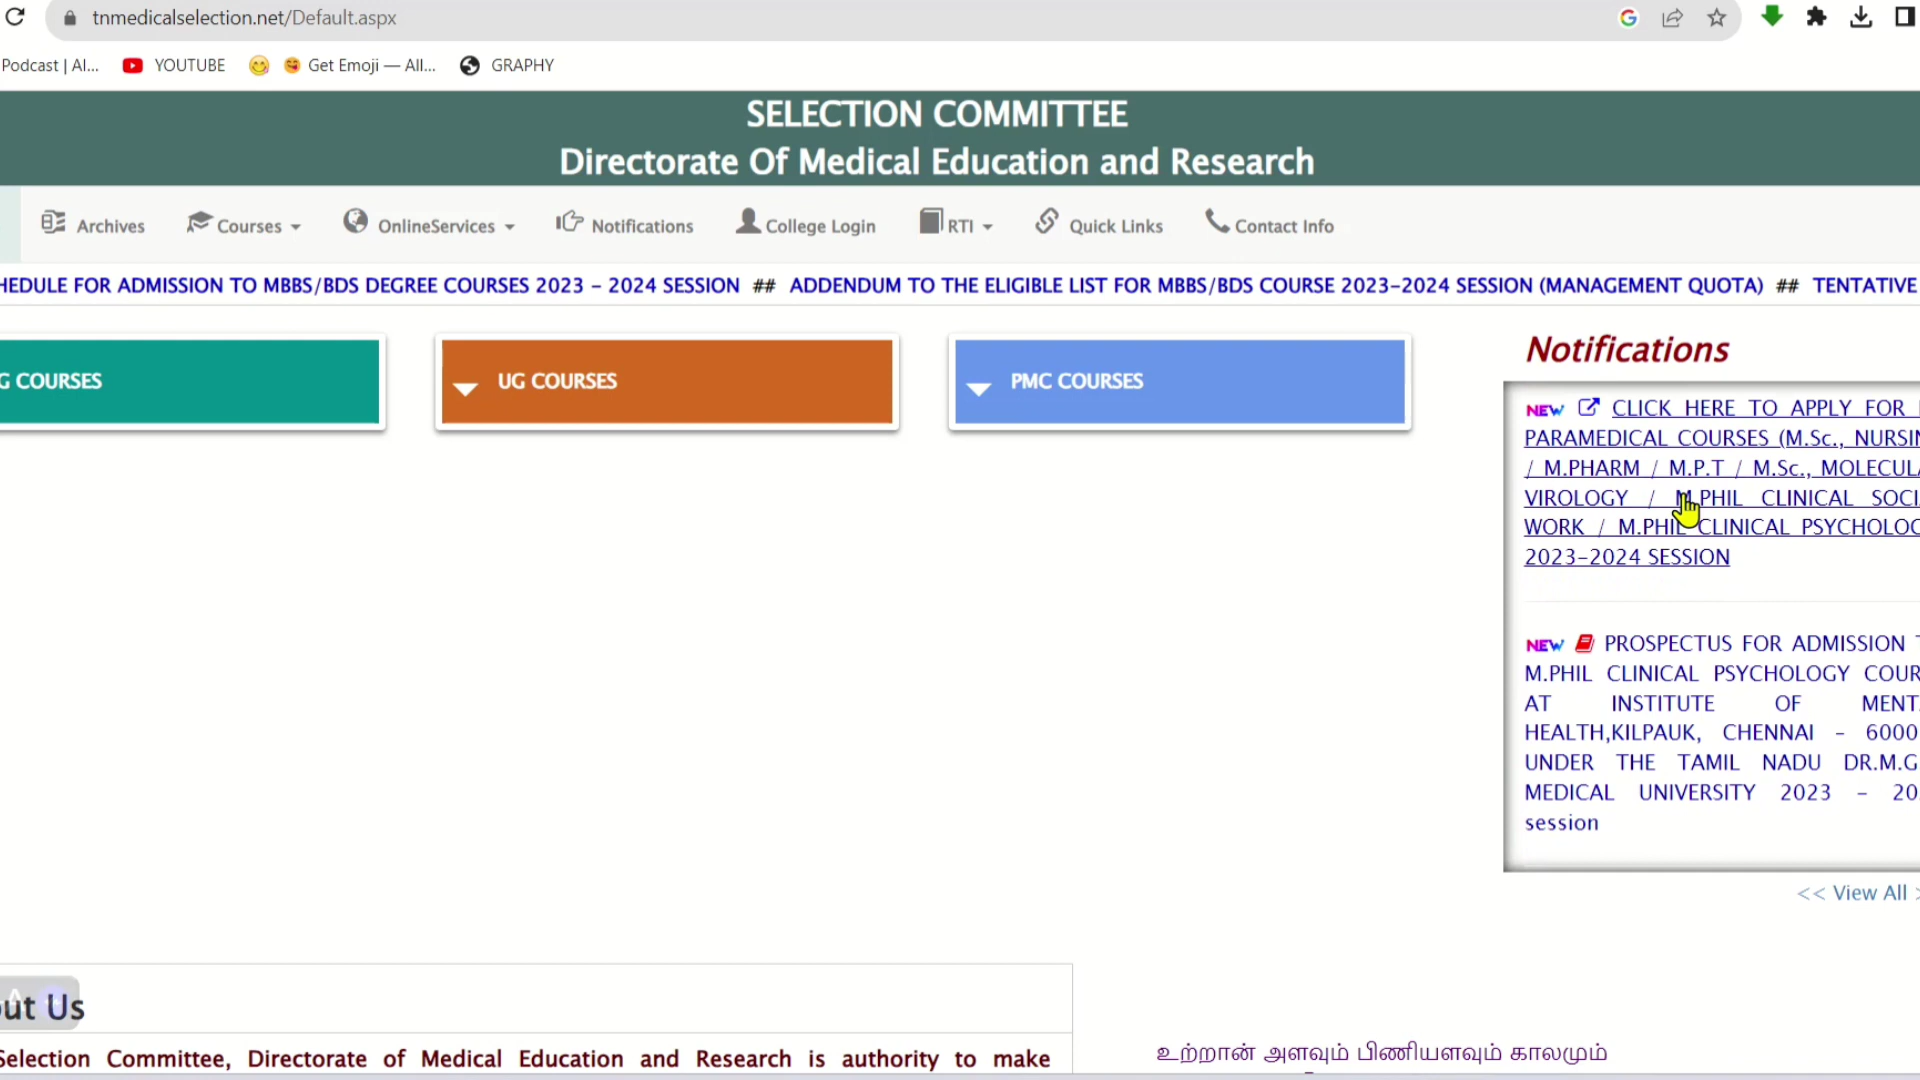 tnmedicalselection.net/Default.aspx
Podcast | AI... YOUTUBE Get Emoji — All... GRAPHY
SELECTION COMMITTEE
Directorate Of Medical Education and Research
Archives Courses OnlineServices Notifications College Login RTI Quick Links Contact Info
HEDULE FOR ADMISSION TO MBBS/BDS DEGREE COURSES 2023 - 2024 SESSION ## ADDENDUM TO THE ELIGIBLE LIST FOR MBBS/BDS COURSE 2023-2024 SESSION (MANAGEMENT QUOTA) ## TENTATIVE
G COURSES
UG COURSES
PMC COURSES
Notifications
NEW CLICK HERE TO APPLY FOR
PARAMEDICAL COURSES (M.Sc., NURSIN
/ M.PHARM / M.P.T / M.Sc., MOLECULA
VIROLOGY / M.PHIL CLINICAL SOCI
WORK / M.PHIL CLINICAL PSYCHOLOG
2023-2024 SESSION
NEW PROSPECTUS FOR ADMISSION T
M.PHIL CLINICAL PSYCHOLOGY COUR
AT INSTITUTE OF MENT
HEALTH,KILPAUK, CHENNAI - 6000
UNDER THE TAMIL NADU DR.M.G
MEDICAL UNIVERSITY 2023 - 20
session
<< View All >
out Us
Selection Committee, Directorate of Medical Education and Research is authority to make
உற்றான் அளவும் பிணியளவும் காலமும்